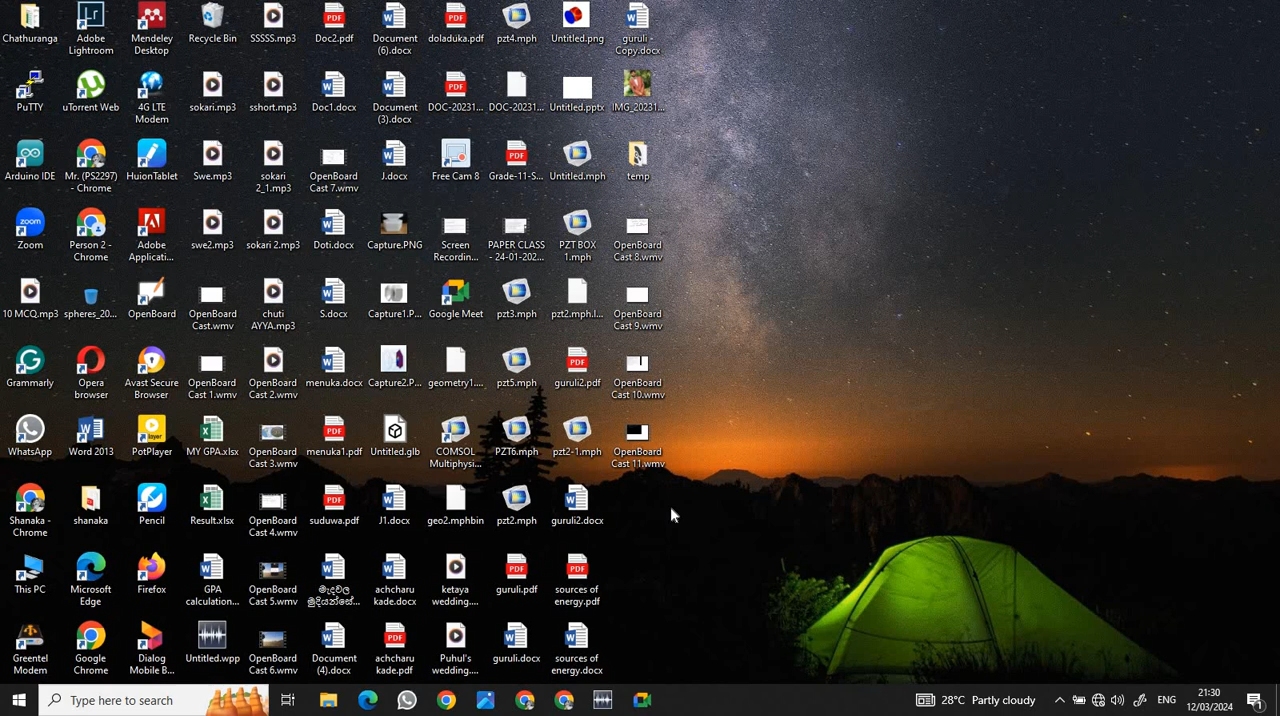 Chathuranga
Adobe
Lightroom
Mendeley
Desktop
Recycle Bin
SSSSS.mp3
Doc2.pdf
Document
(6).docx
doladuka.pdf
pzt4.mph
Untitled.png
guruli -
Copy.docx
PuTTY
uTorrent Web
4G LTE
Modem
sokari.mp3
sshort.mp3
Doc1.docx
Document
(3).docx
DOC-20231...
DOC-20231...
Untitled.pptx
IMG_20231...
Arduino IDE
Mr. (PS2297)
- Chrome
HuionTablet
Swe.mp3
sokari
2_1.mp3
OpenBoard
Cast 7.wmv
J.docx
Free Cam 8
Grade-11-S...
Untitled.mph
temp
Zoom
Person 2 -
Chrome
Adobe
Applicati...
swe2.mp3
sokari 2.mp3
Doti.docx
Capture.PNG
Screen
Recordin...
PAPER CLASS
- 24-01-202...
PZT BOX
1.mph
OpenBoard
Cast 8.wmv
10 MCQ.mp3
spheres_20...
OpenBoard
OpenBoard
Cast.wmv
chuti
AYYA.mp3
S.docx
Capture1.P...
Google Meet
pzt3.mph
pzt2.mph.l...
OpenBoard
Cast 9.wmv
Grammarly
Opera
browser
Avast Secure
Browser
OpenBoard
Cast 1.wmv
OpenBoard
Cast 2.wmv
menuka.docx
Capture2.P...
geometry1....
pzt5.mph
guruli2.pdf
OpenBoard
Cast 10.wmv
WhatsApp
Word 2013
PotPlayer
MY GPA.xlsx
OpenBoard
Cast 3.wmv
menuka1.pdf
Untitled.glb
COMSOL
Multiphysi...
PZT6.mph
pzt2-1.mph
OpenBoard
Cast 11.wmv
Shanaka -
Chrome
shanaka
Pencil
Result.xlsx
OpenBoard
Cast 4.wmv
suduwa.pdf
J1.docx
geo2.mphbin
pzt2.mph
guruli2.docx
This PC
Microsoft
Edge
Firefox
GPA
calculation...
OpenBoard
Cast 5.wmv
මැදවල
මුදියන්සේ...
achcharu
kade.docx
ketaya
wedding....
guruli.pdf
sources of
energy.pdf
Greentel
Modem
Google
Chrome
Dialog
Mobile B...
Untitled.wpp
OpenBoard
Cast 6.wmv
Document
(4).docx
achcharu
kade.pdf
Puhul's
wedding....
guruli.docx
sources of
energy.docx
Type here to search
28°C Partly cloudy
ENG
21:30
12/03/2024